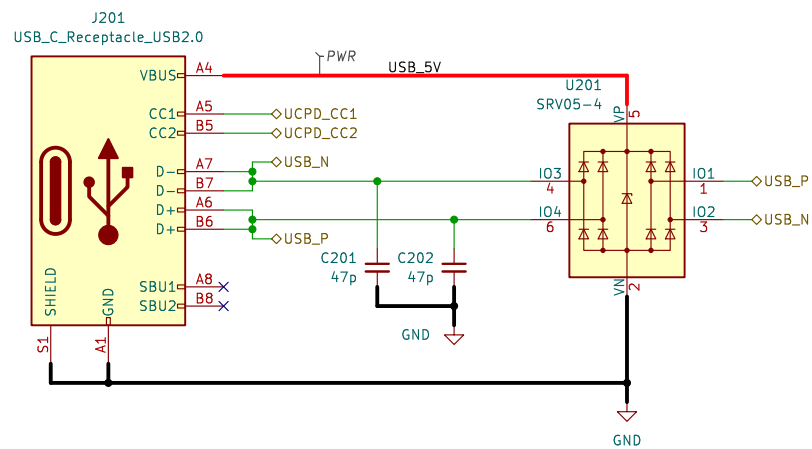 J201
USB_C_Receptacle_USB2.0
PWR
USB_5V
VBUS A4
U201
SRV05-4
VP 5
CC1 A5 UCPD_CC1
CC2 B5 UCPD_CC2
USB_N
D- A7
D- B7
IO3 4
IO1 1 USB_P
D+ A6
D+ B6
USB_P
IO4 6
IO2 3 USB_N
C201
47p
C202
47p
SBU1 A8
SBU2 B8
SHIELD
GND
VN 2
S1
A1
GND
GND